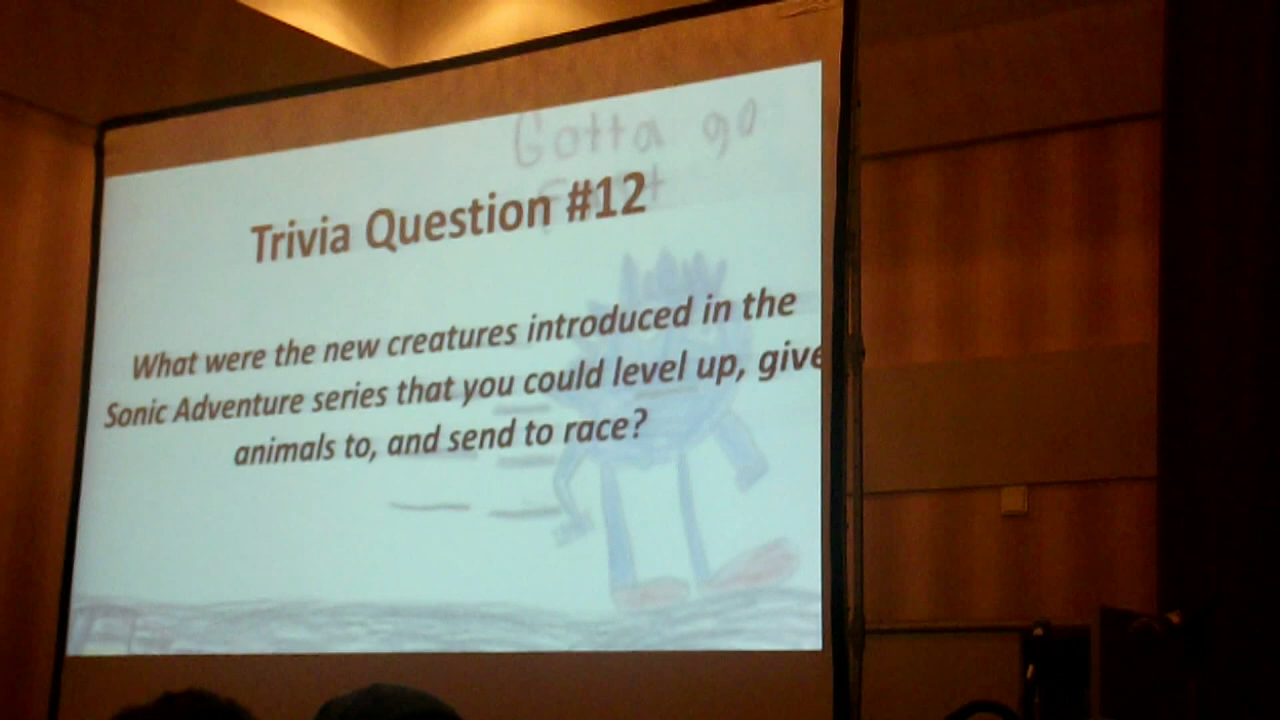 Gotta go
Fast
Trivia Question #12
What were the new creatures introduced in the
Sonic Adventure series that you could level up, give
animals to, and send to race?